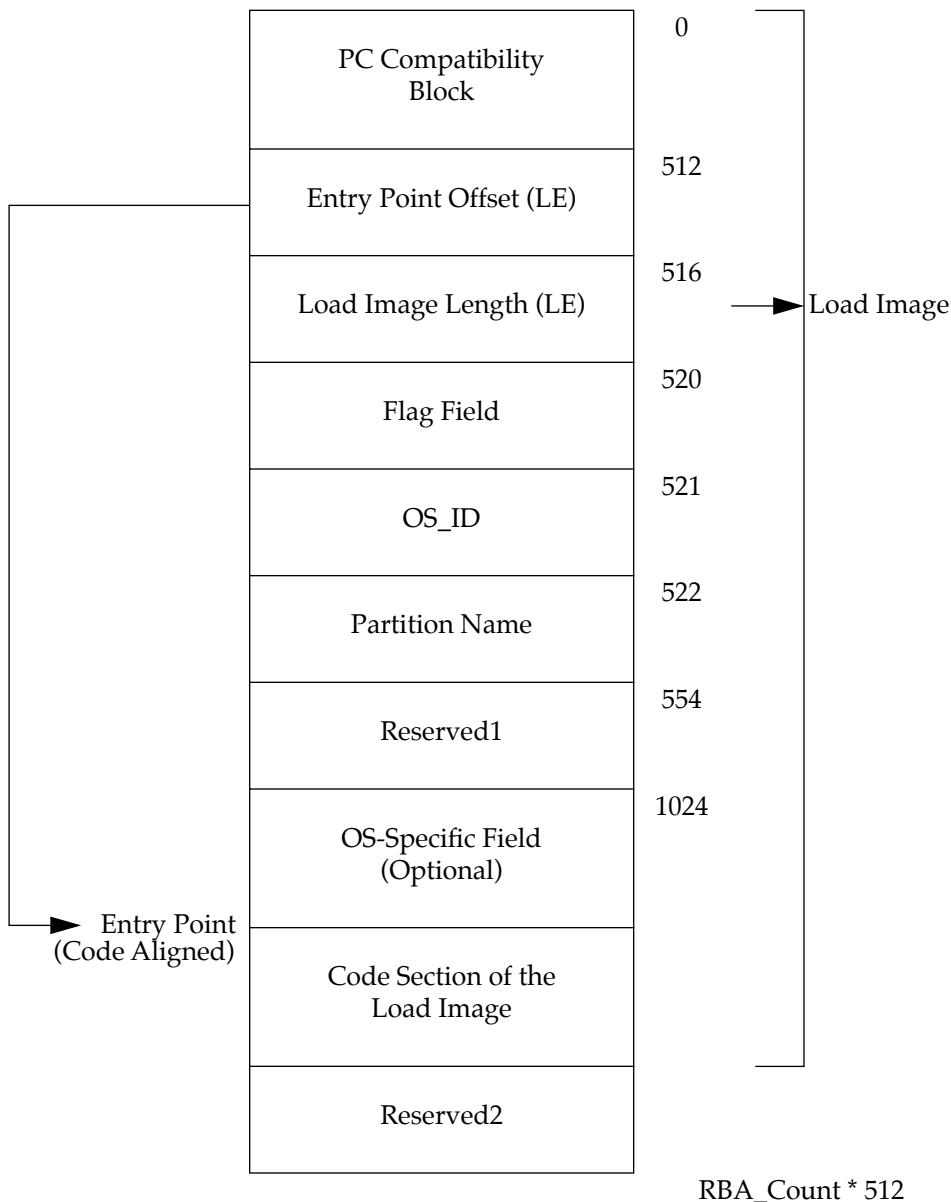 0
PC Compatibility
Block
512
Entry Point Offset (LE)
516
Load Image Length (LE)
Load Image
520
Flag Field
521
OS_ID
522
Partition Name
554
Reserved1
1024
OS-Specific Field
(Optional)
Entry Point
(Code Aligned)
Code Section of the
Load Image
Reserved2
RBA_Count * 512